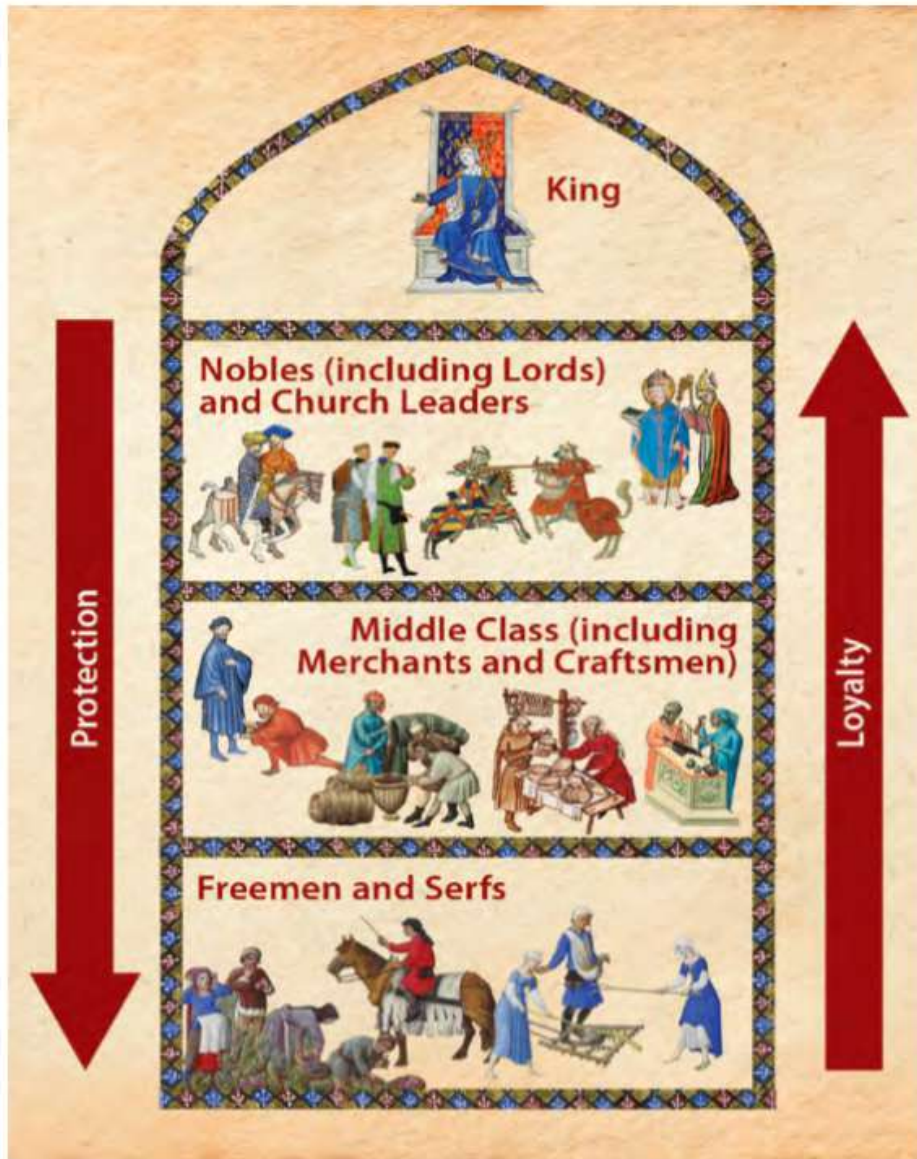 King
Nobles (including Lords)
and Church Leaders
Middle Class (including
Merchants and Craftsmen)
Freemen and Serfs
Protection
Loyalty